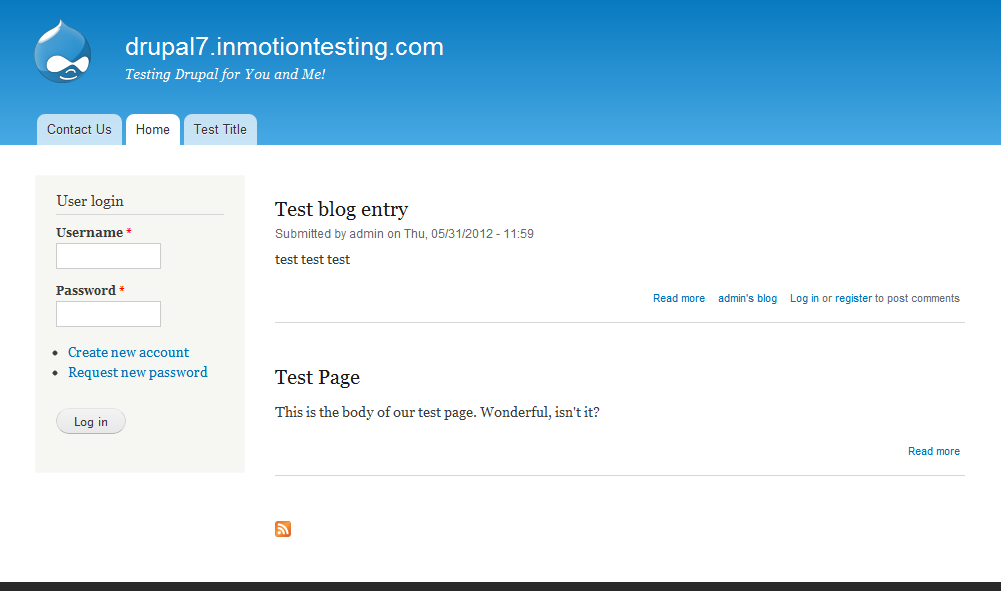 drupal7.inmotiontesting.com
Testing Drupal for You and Me!
Contact Us Home Test Title
User login
Username *
Password *
Create new account
Request new password
Log in
Test blog entry
Submitted by admin on Thu, 05/31/2012 - 11:59
test test test
Read more admin's blog Log in or register to post comments
Test Page
This is the body of our test page. Wonderful, isn't it?
Read more